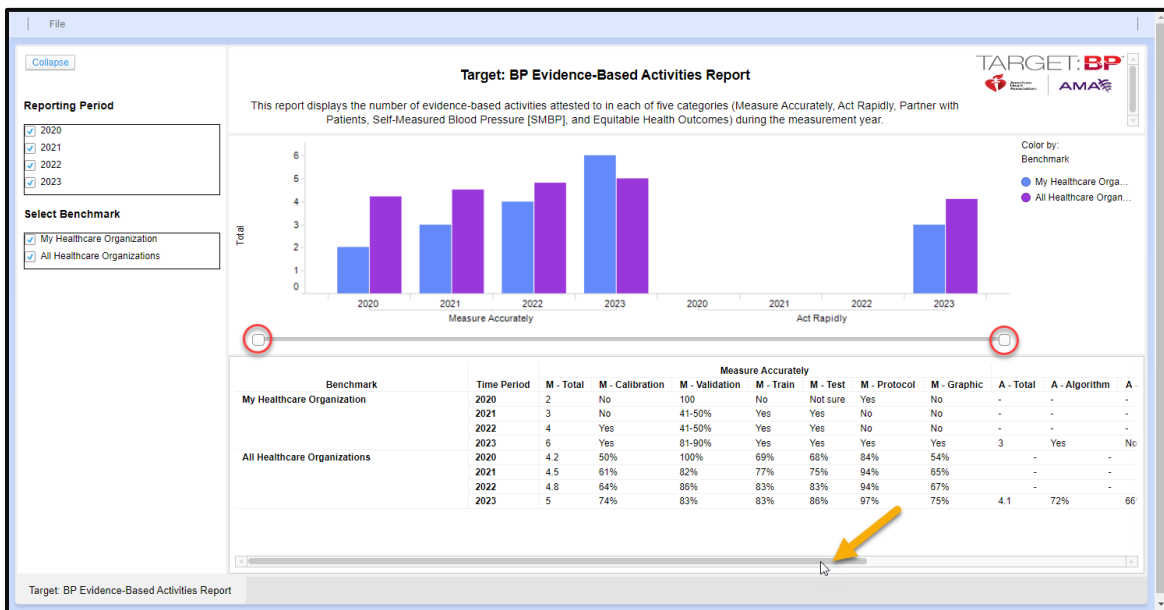 File
Collapse
Target: BP Evidence-Based Activities Report
TARGET:BP
American Heart Association.
AMA
Reporting Period
2020
2021
2022
2023
This report displays the number of evidence-based activities attested to in each of five categories (Measure Accurately, Act Rapidly, Partner with
Patients, Self-Measured Blood Pressure [SMBP], and Equitable Health Outcomes) during the measurement year.
Select Benchmark
My Healthcare Organization
All Healthcare Organizations
Total
6
5
4
3
2
1
0
2020 2021 2022 2023 2020 2021 2022 2023
Measure Accurately Act Rapidly
Color by:
Benchmark
My Healthcare Orga...
All Healthcare Organ...
Measure Accurately
Benchmark Time Period M - Total M - Calibration M - Validation M - Train M - Test M - Protocol M - Graphic A - Total A - Algorithm A -
My Healthcare Organization 2020 2 No 100 No Not sure Yes No - - -
2021 3 No 41-50% Yes Yes No No - - -
2022 4 Yes 41-50% Yes Yes No No - - -
2023 6 Yes 81-90% Yes Yes Yes Yes 3 Yes No
All Healthcare Organizations 2020 4.2 50% 100% 69% 68% 84% 54% - -
2021 4.5 61% 82% 77% 75% 94% 65% - -
2022 4.8 64% 86% 83% 83% 94% 67% - -
2023 5 74% 83% 83% 86% 97% 75% 4.1 72% 66
Target: BP Evidence-Based Activities Report